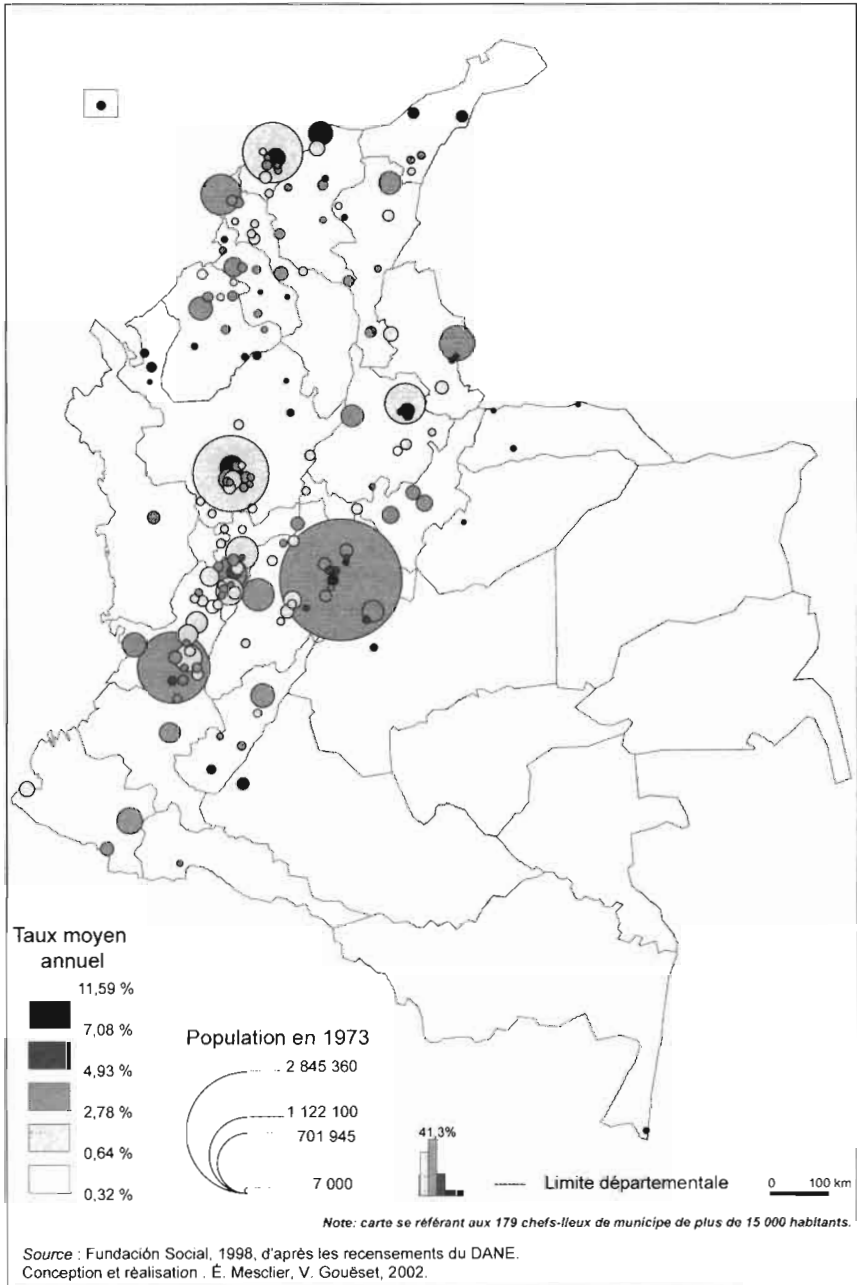 Taux moyen
annuel
11,59 %
7,08 %
4,93 %
2,78 %
0,64 %
0,32 %
Population en 1973
2 845 360
1 122 100
701 945
7 000
41,3%
Limite départementale
0 100 km
Note: carte se référant aux 179 chefs-lieux de municipe de plus de 15 000 habitants.
Source : Fundación Social, 1998, d'après les recensements du DANE.
Conception et réalisation . É. Mesclier, V. Gouëset, 2002.